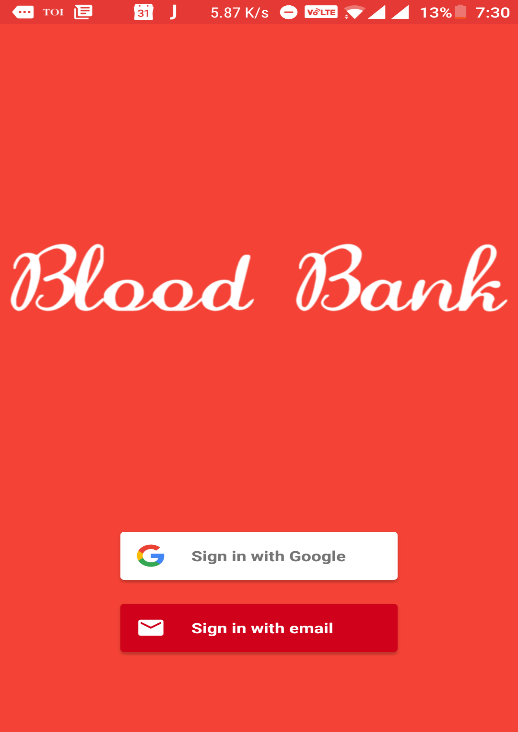 TOI 31 J 5.87 K/s VoLTE 13% 7:30
Blood Bank
Sign in with Google
Sign in with email